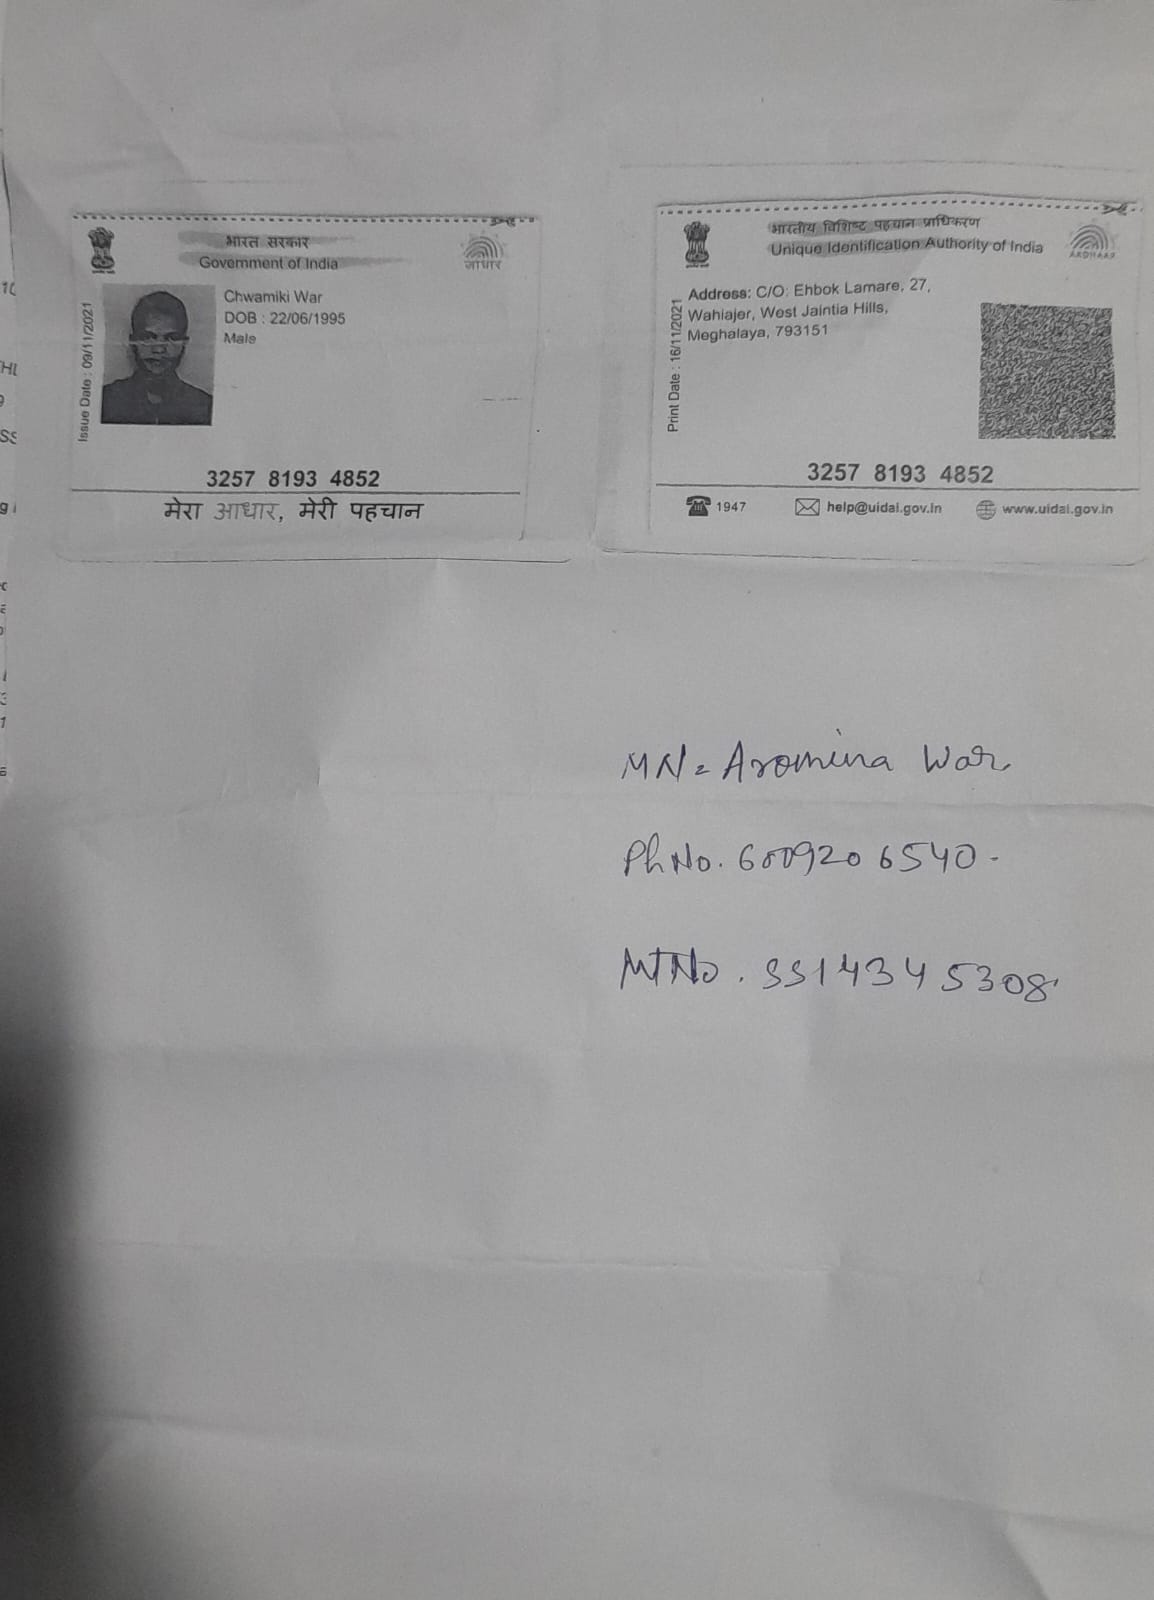 भारत सरकार
Government of India
आधार
Issue Date : 09/11/2021
Chwamiki War
DOB : 22/06/1995
Male
3257 8193 4852
मेरा आधार, मेरी पहचान
भारतीय विशिष्ट पहचान प्राधिकरण
Unique Identification Authority of India
AADHAAR
Print Date : 16/11/2021
Address: C/O: Ehbok Lamare, 27,
Wahiajer, West Jaintia Hills,
Meghalaya, 793151
3257 8193 4852
1947 help@uidai.gov.in www.uidai.gov.in
MN = Aromina War
Ph No. 6009206540.
MT No. SS14345308